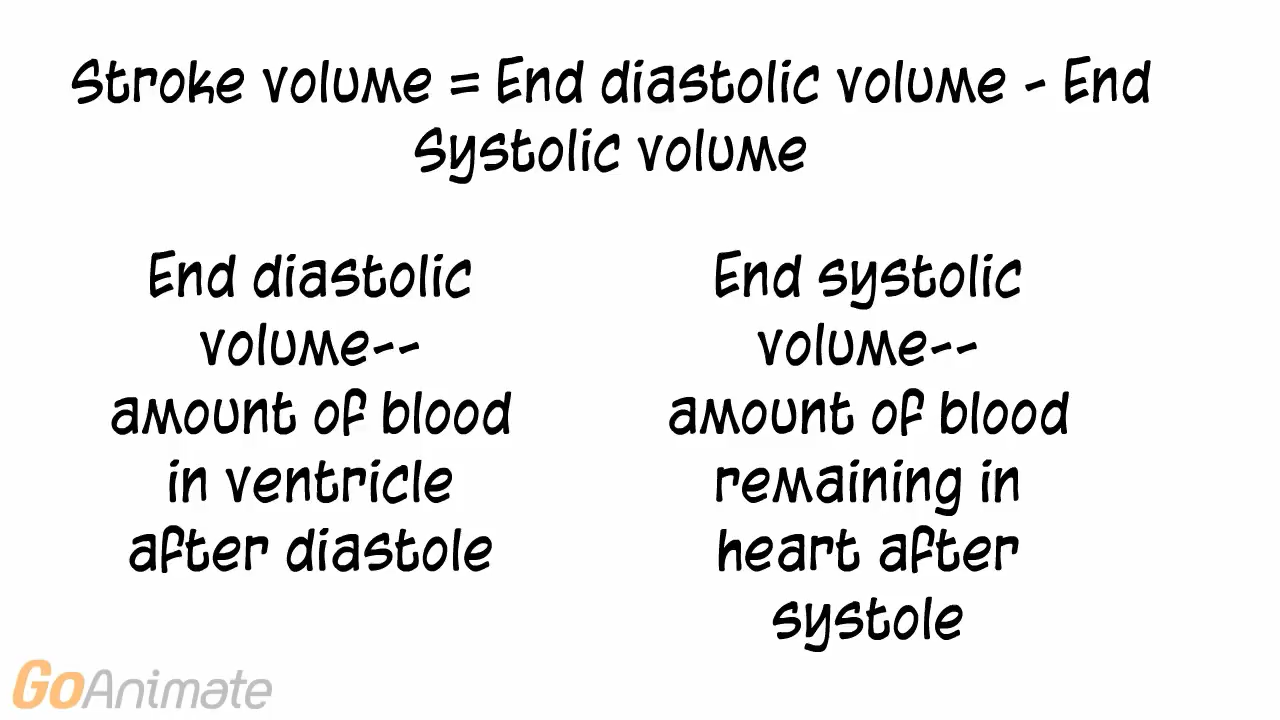 Stroke volume = End diastolic volume - End
Systolic volume
End diastolic
volume--
amount of blood
in ventricle
after diastole
End systolic
volume--
amount of blood
remaining in
heart after
systole
GoAnimate